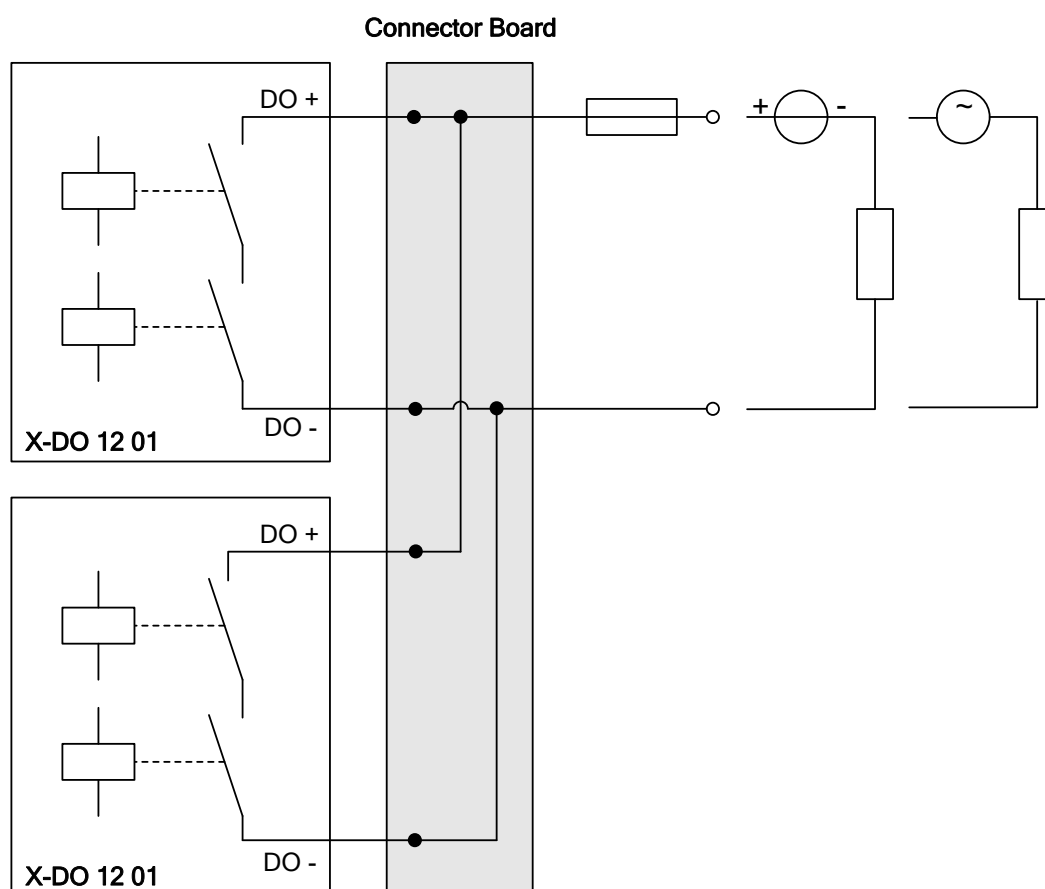 Connector Board
DO +
+ -
~
DO -
X-DO 12 01
DO +
DO -
X-DO 12 01